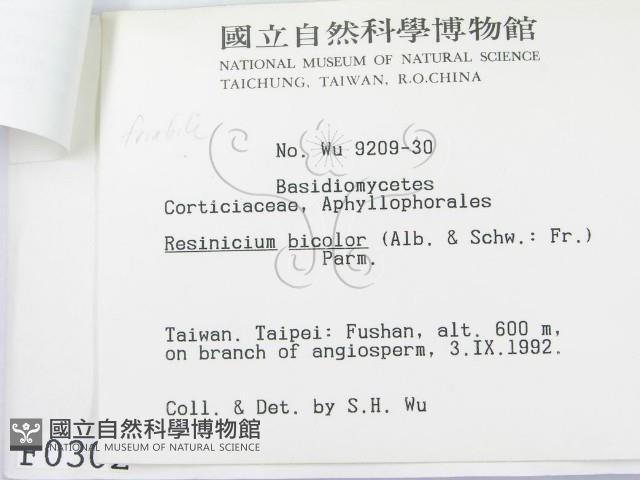 國立自然科學博物館
NATIONAL MUSEUM OF NATURAL SCIENCE
TAICHUNG, TAIWAN, R.O.CHINA
friabile
No. Wu 9209-30
Basidiomycetes
Corticiaceae, Aphyllophorales
Resinicium bicolor (Alb. & Schw.: Fr.)
Parm.
Taiwan. Taipei: Fushan, alt. 600 m,
on branch of angiosperm, 3.IX.1992.
Coll. & Det. by S.H. Wu
國立自然科學博物館
NATIONAL MUSEUM OF NATURAL SCIENCE